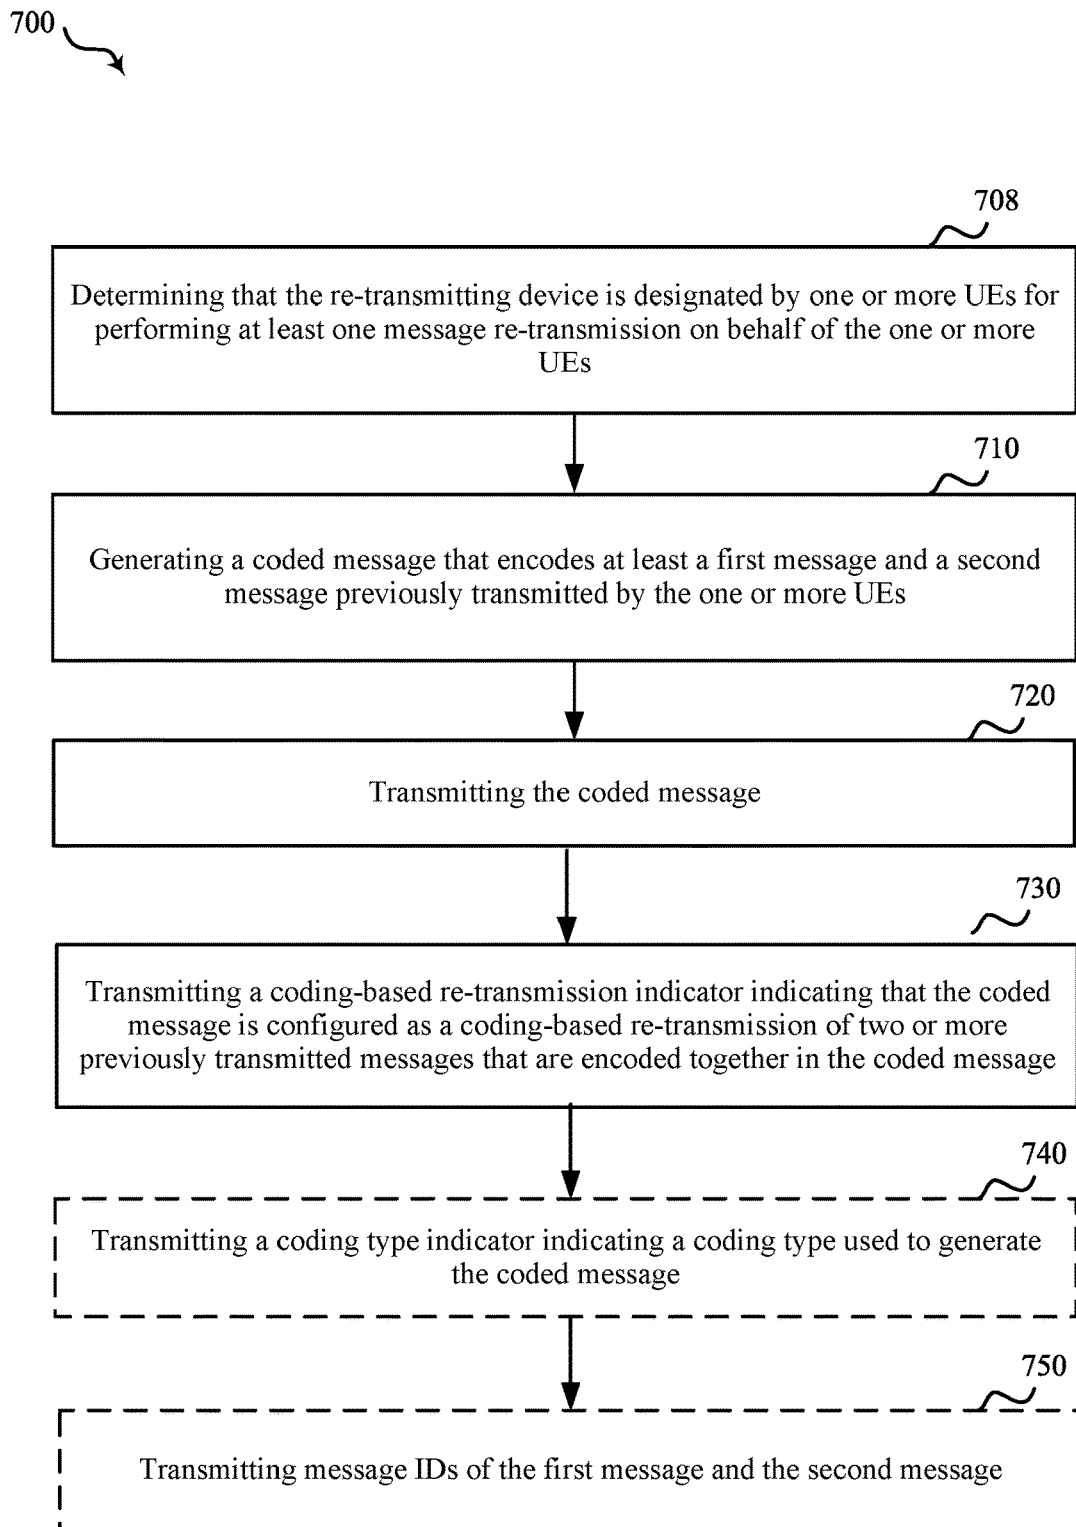 700
708
Determining that the re-transmitting device is designated by one or more UEs for
performing at least one message re-transmission on behalf of the one or more
UEs
710
Generating a coded message that encodes at least a first message and a second
message previously transmitted by the one or more UEs
720
Transmitting the coded message
730
Transmitting a coding-based re-transmission indicator indicating that the coded
message is configured as a coding-based re-transmission of two or more
previously transmitted messages that are encoded together in the coded message
740
Transmitting a coding type indicator indicating a coding type used to generate
the coded message
750
Transmitting message IDs of the first message and the second message